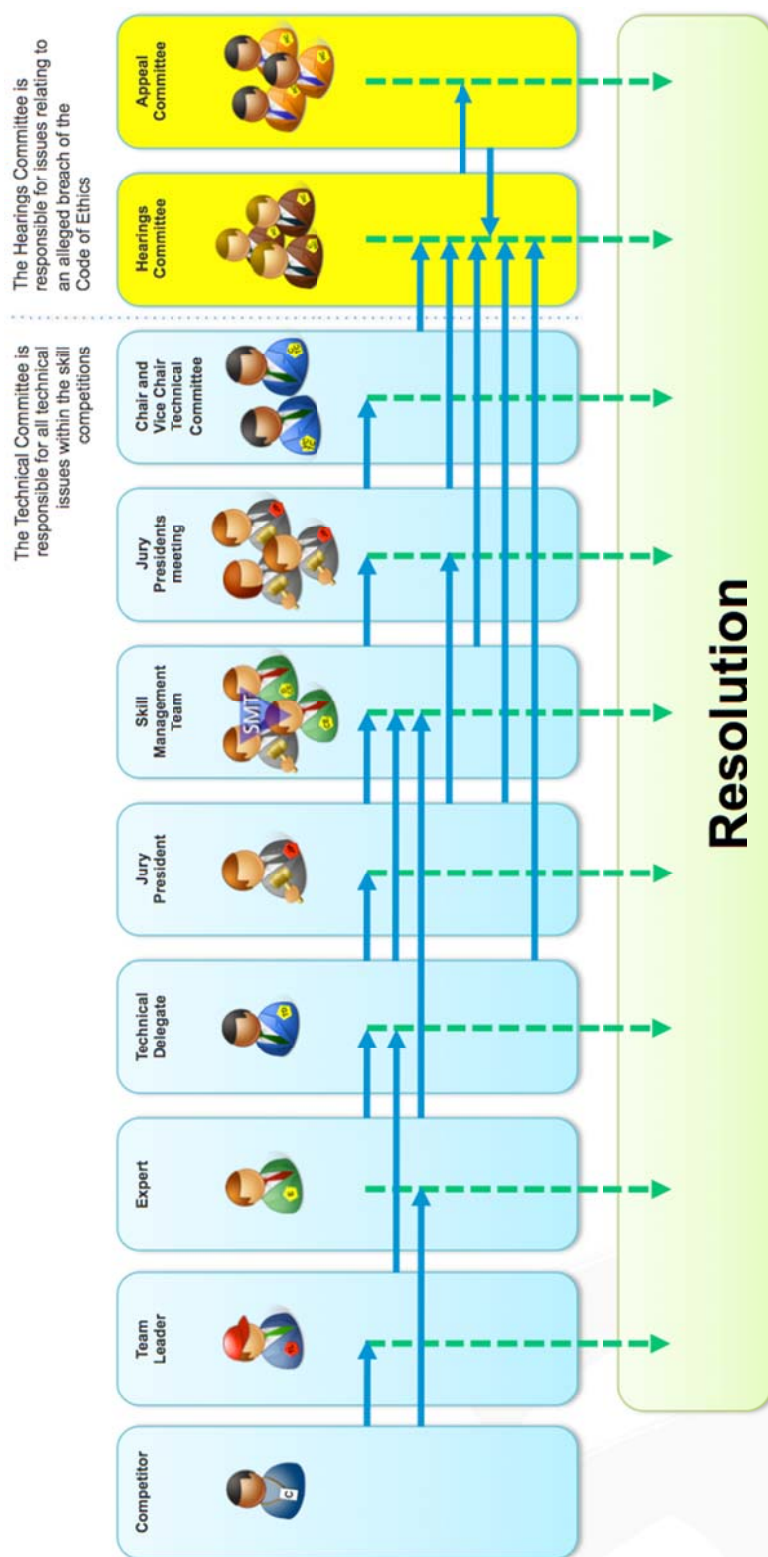 The Technical Committee is
responsible for all technical
issues within the skill
competitions
The Hearings Committee is
responsible for issues relating to
an alleged breach of the
Code of Ethics
Competitor
C
Team
Leader
Expert
E
Technical
Delegate
TD
Jury
President
Skill
Management
Team
SMT
Jury
Presidents
meeting
Chair and
Vice Chair
Technical
Committee
Hearings
Committee
Appeal
Committee
Resolution